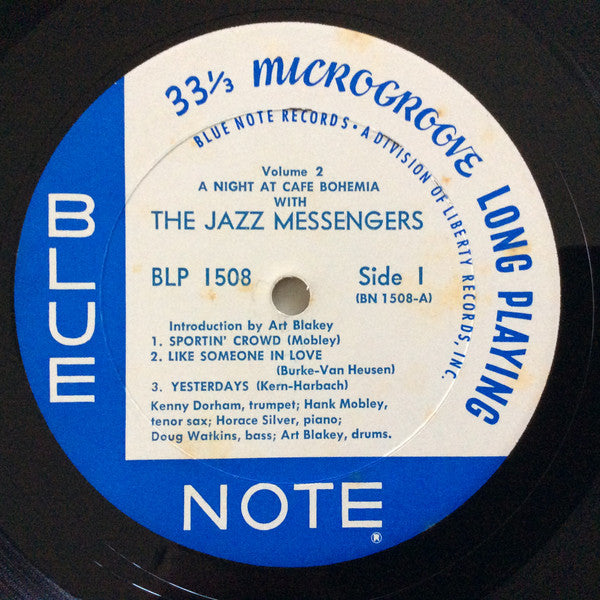 33⅓ MICROGROOVE LONG PLAYING
BLUE NOTE RECORDS • A DIVISION OF LIBERTY RECORDS, INC.
Volume 2
A NIGHT AT CAFE BOHEMIA
WITH
THE JAZZ MESSENGERS
BLP 1508 Side 1
(BN 1508-A)
Introduction by Art Blakey
1. SPORTIN' CROWD (Mobley)
2. LIKE SOMEONE IN LOVE
(Burke-Van Heusen)
3. YESTERDAYS (Kern-Harbach)
Kenny Dorham, trumpet; Hank Mobley,
tenor sax; Horace Silver, piano;
Doug Watkins, bass; Art Blakey, drums.
BLUE
NOTE®